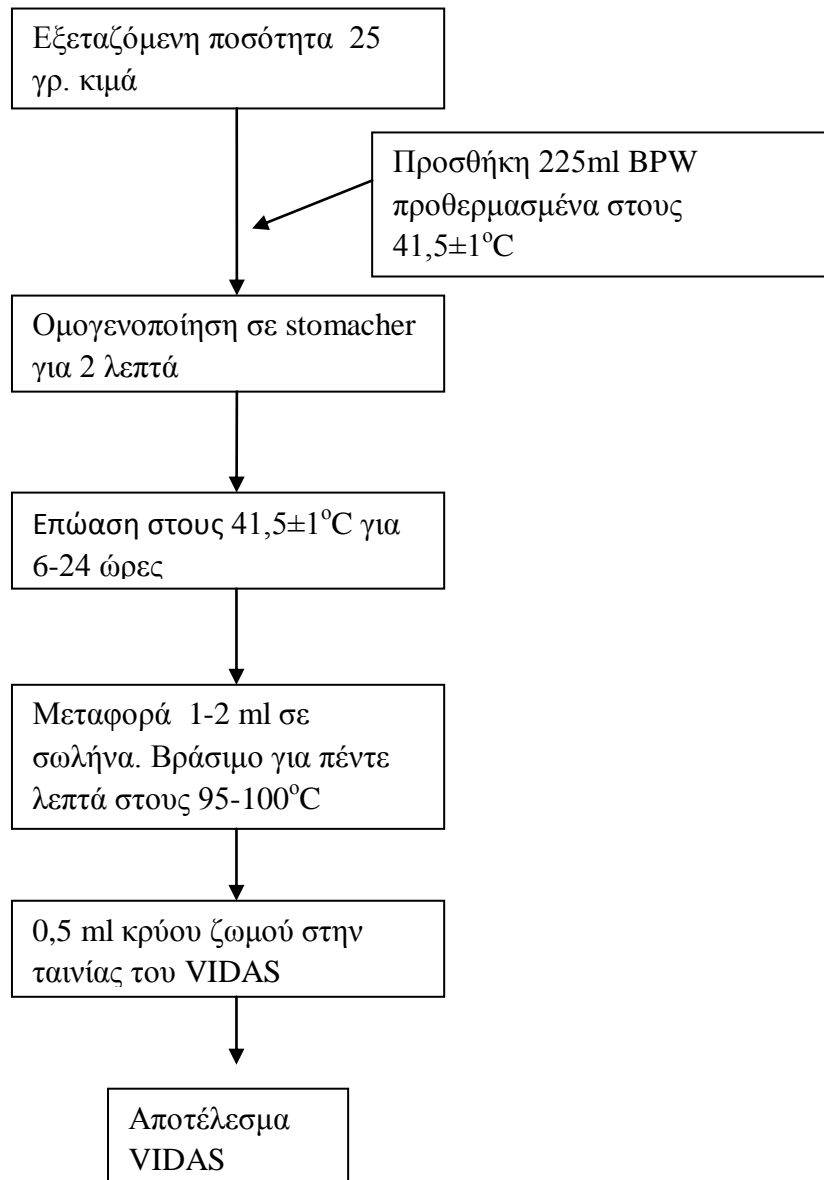 Εξεταζόμενη ποσότητα  25
γρ. κιμά
Προσθήκη 225ml BPW
προθερμασμένα στους
41,5±1°C
Ομογενοποίηση σε stomacher
για 2 λεπτά
Επώαση στους 41,5±1°C για
6-24 ώρες
Μεταφορά  1-2 ml σε
σωλήνα. Βράσιμο για πέντε
λεπτά στους 95-100°C
0,5 ml κρύου ζωμού στην
ταινίας του VIDAS
Αποτέλεσμα
VIDAS